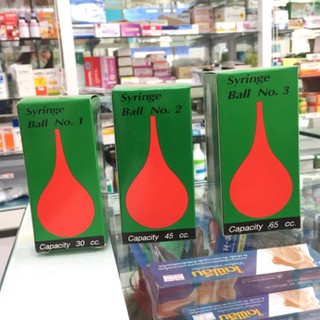 Syringe
Ball No. 1
Capacity 30 cc.
Syringe
Ball No. 2
Capacity 45 cc.
Syringe
Ball No. 3
Capacity 65 cc.